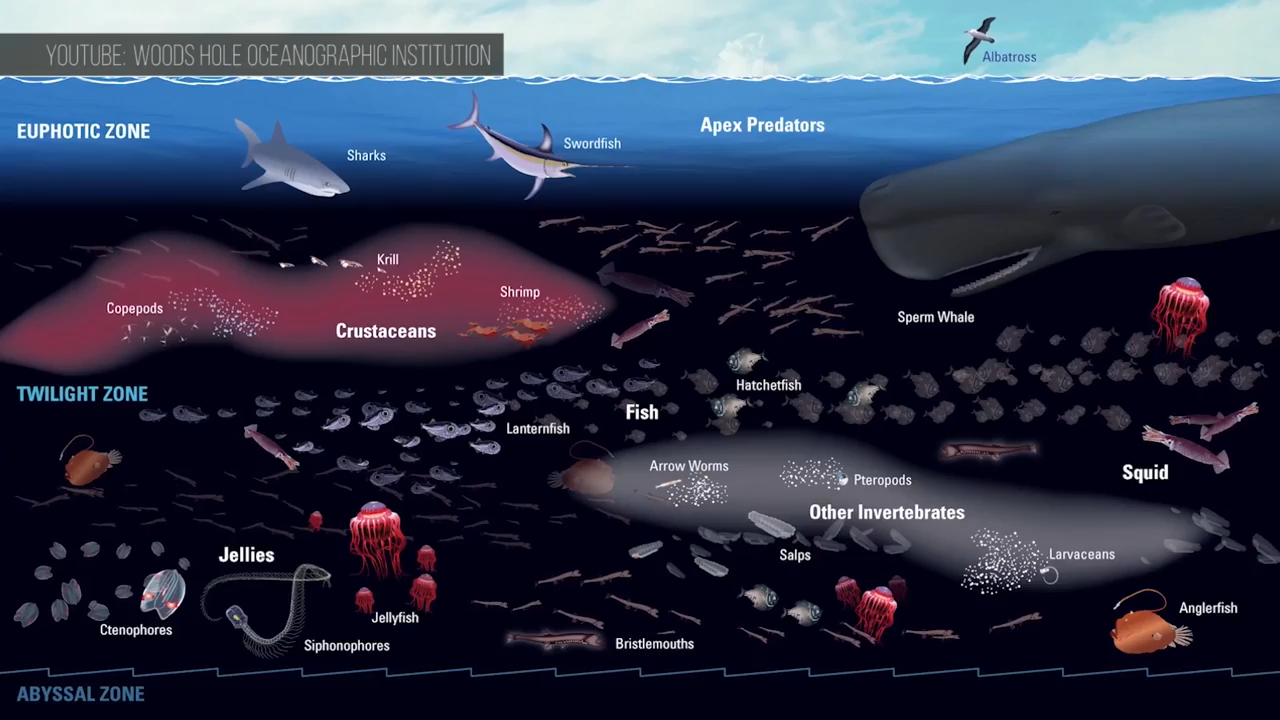 YOUTUBE: WOODS HOLE OCEANOGRAPHIC INSTITUTION
Albatross
EUPHOTIC ZONE
Apex Predators
Swordfish
Sharks
Krill
Copepods
Shrimp
Crustaceans
Sperm Whale
TWILIGHT ZONE
Hatchetfish
Fish
Lanternfish
Arrow Worms
Squid
Pteropods
Other Invertebrates
Jellies
Salps
Larvaceans
Anglerfish
Jellyfish
Ctenophores
Siphonophores
Bristlemouths
ABYSSAL ZONE